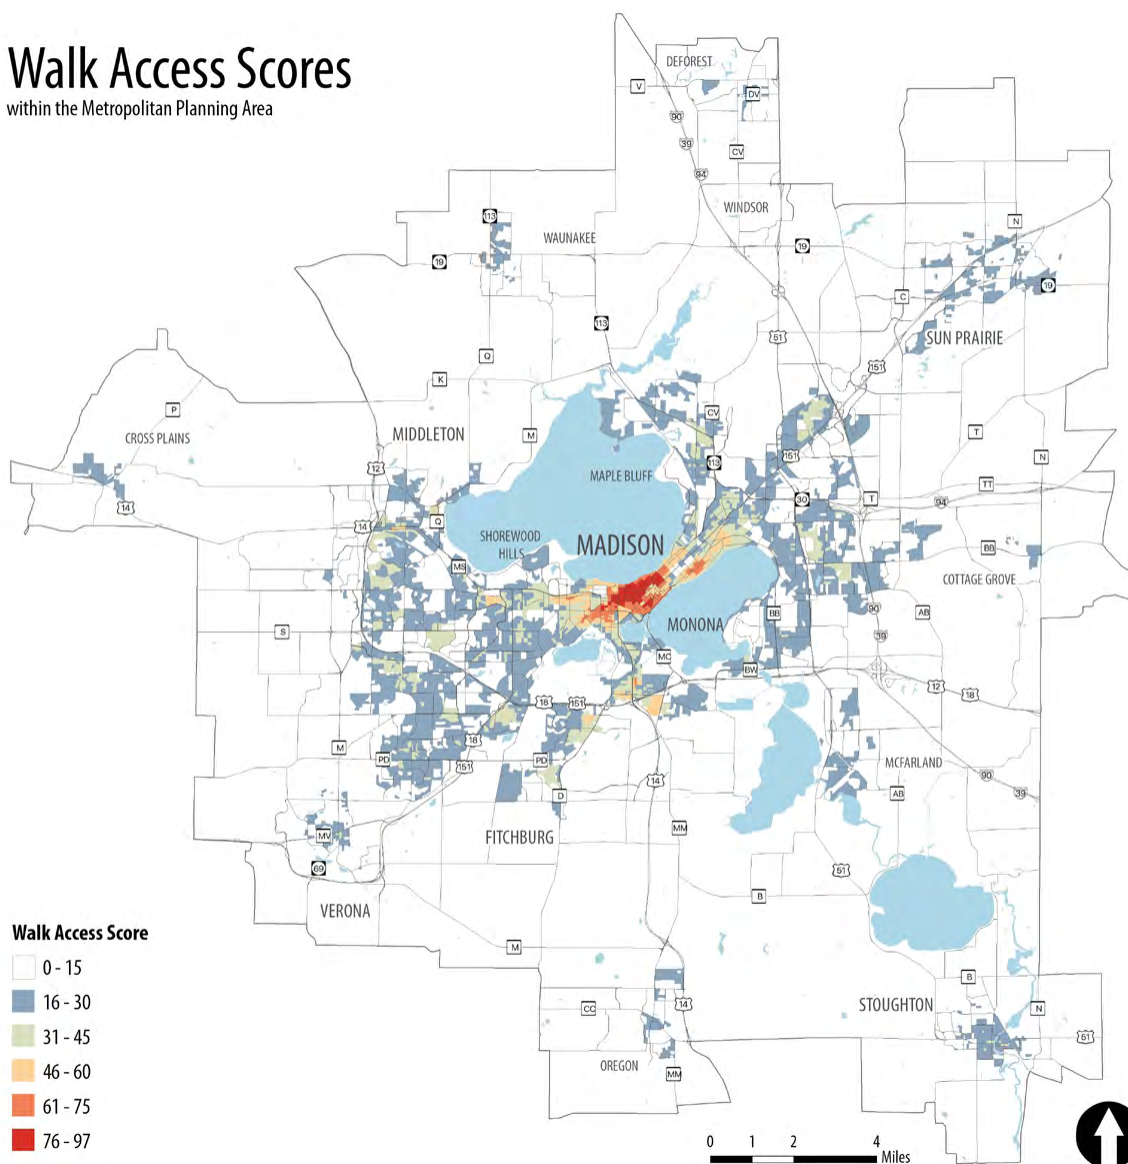 Walk Access Scores
within the Metropolitan Planning Area
DEFOREST
V
DV
90
39
CV
94
WINDSOR
113
N
WAUNAKEE
19
19
19
C
113
51
SUN PRAIRIE
Q
151
K
P
CV
M
T
CROSS PLAINS
MIDDLETON
151
N
12
113
MAPLE BLUFF
TT
14
30
T
94
14
Q
SHOREWOOD
HILLS
MADISON
BB
MS
COTTAGE GROVE
90
AB
BB
S
MONONA
39
MC
BW
12
18
18
151
M
18
PD
PD
151
MCFARLAND
90
14
39
D
AB
MV
FITCHBURG
MM
69
51
B
VERONA
M
Walk Access Score
0 - 15
16 - 30
31 - 45
46 - 60
61 - 75
76 - 97
B
CC
14
STOUGHTON
N
51
OREGON
MM
0 1 2 4
Miles